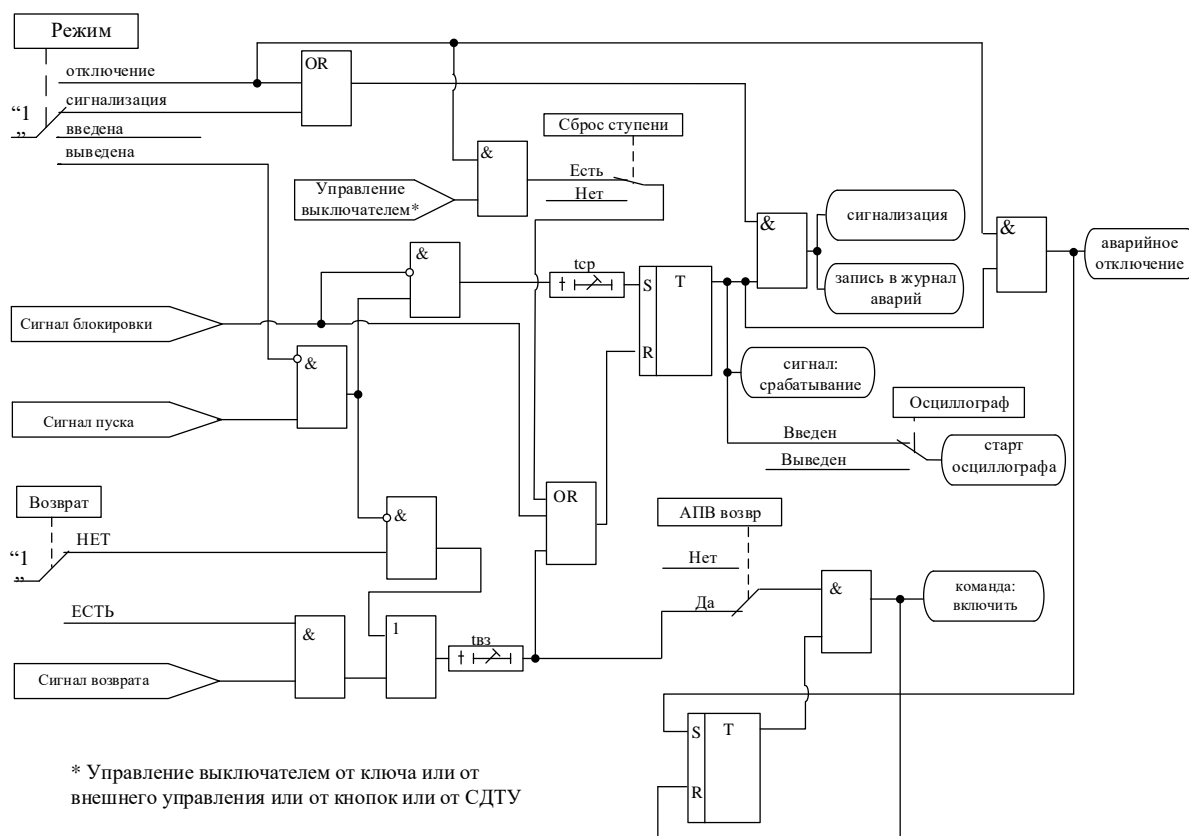 Режим
отключение
сигнализация
“1
”
введена
выведена
OR
Сброс ступени
&
Есть
Нет
Управление
выключателем*
&
сигнализация
запись в журнал
аварий
&
аварийное
отключение
&
tср
S
T
R
Сигнал блокировки
&
Сигнал пуска
сигнал:
срабатывание
Осциллограф
Введен
Выведен
старт
осциллографа
Возврат
“1
”
НЕТ
&
OR
АПВ возвр
Нет
Да
&
команда:
включить
ЕСТЬ
&
1
tвз
Сигнал возврата
S
T
R
* Управление выключателем от ключа или от
внешнего управления или от кнопок или от СДТУ